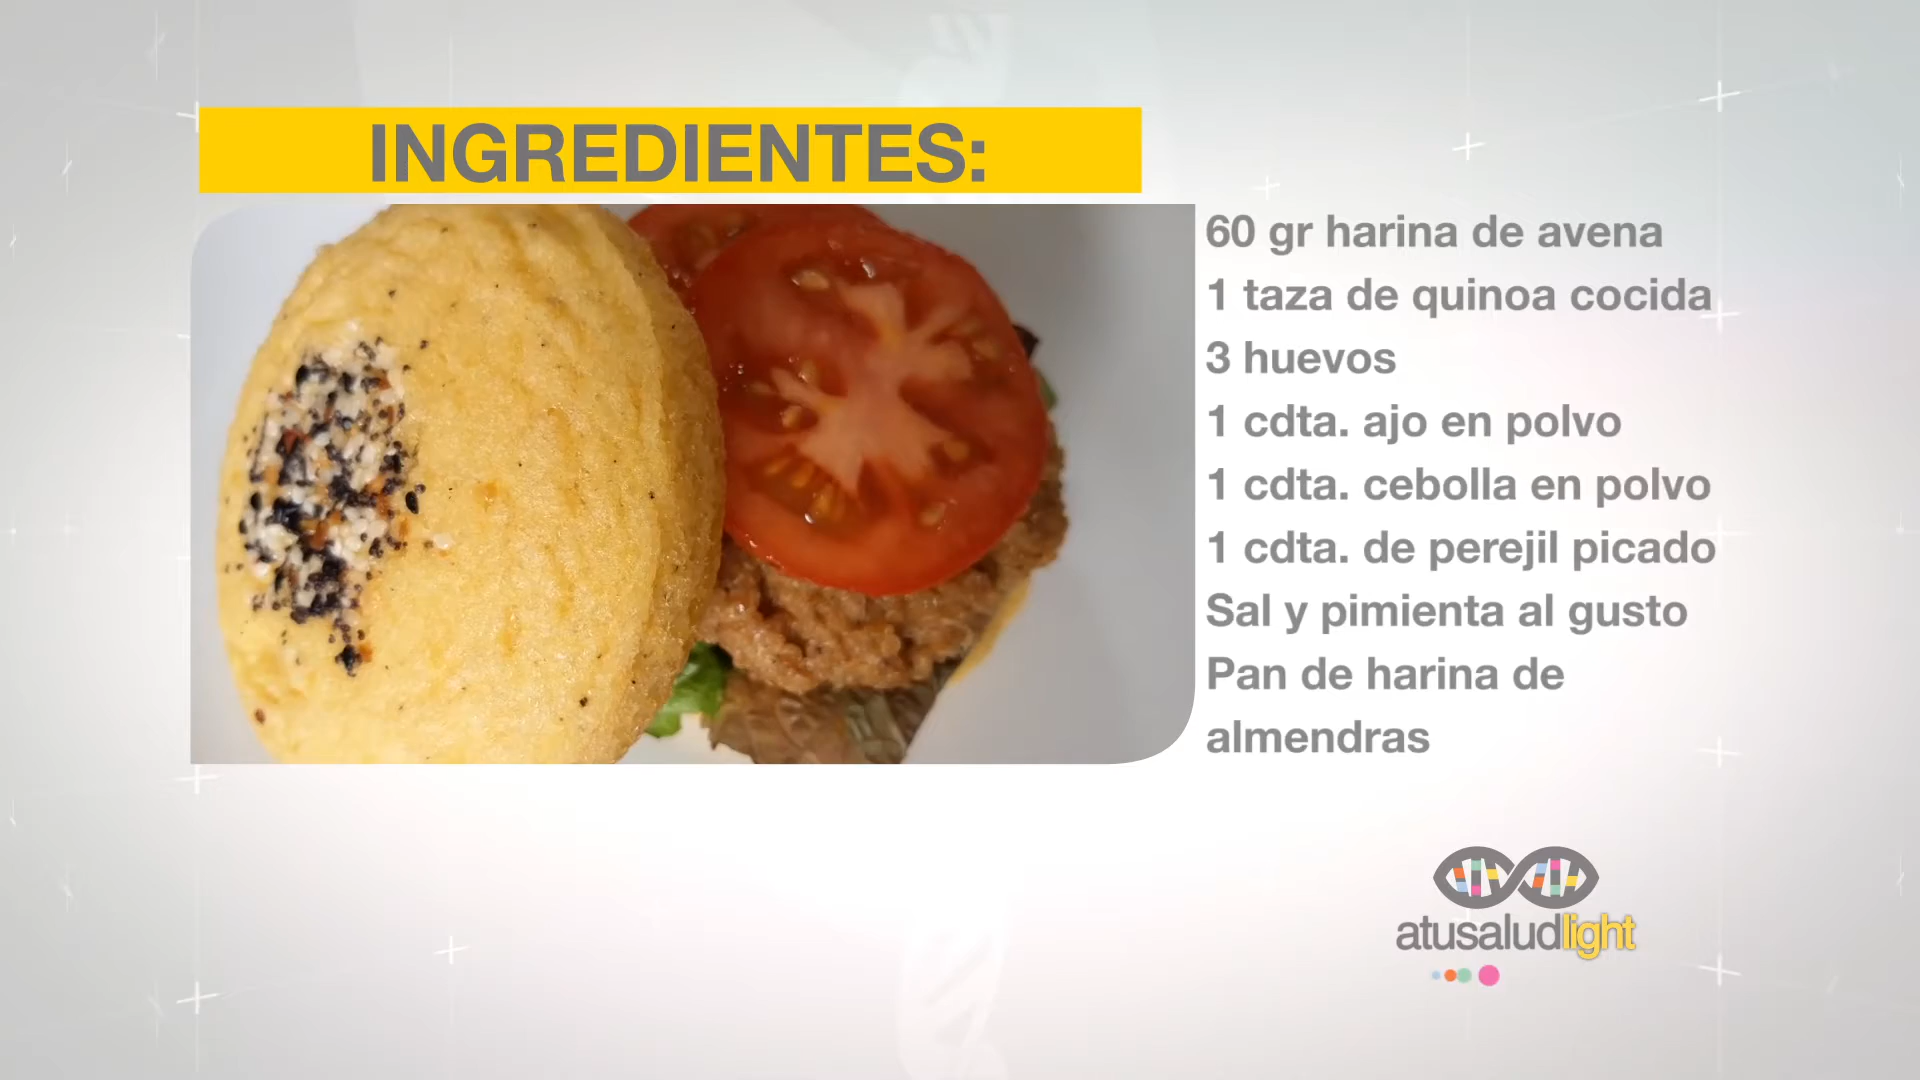 INGREDIENTES:
60 gr harina de avena
1 taza de quinoa cocida
3 huevos
1 cdta. ajo en polvo
1 cdta. cebolla en polvo
1 cdta. de perejil picado
Sal y pimienta al gusto
Pan de harina de
almendras
atusaludlight